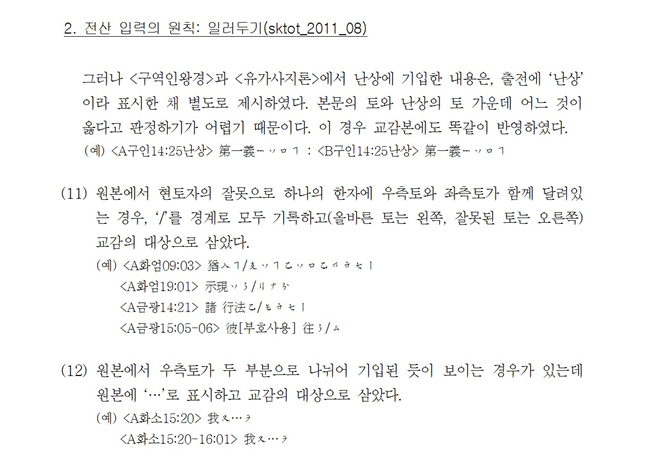 2. 전산 입력의 원칙: 일러두기(sktot_2011_08)
그러나 <구역인왕경>과 <유가사지론>에서 난상에 기입한 내용은, 출전에 ‘난상’
이라 표시한 채 별도로 제시하였다. 본문의 토와 난상의 토 가운데 어느 것이
옳다고 판정하기가 어렵기 때문이다. 이 경우 교감본에도 똑같이 반영하였다.
(예) <A구인14:25난상> 第一義ㅡㆍㅁㄱ : <B구인14:25난상> 第一義ㅡㆍㅁㄱ
(11) 원본에서 현토자의 잘못으로 하나의 한자에 우측토와 좌측토가 함께 달려있
는 경우, ‘/’를 경계로 모두 기록하고(올바른 토는 왼쪽, 잘못된 토는 오른쪽)
교감의 대상으로 삼았다.
(예) <A화엄09:03> 猶
<A화엄19:01> 示現
<A금광14:21> 諸 行法
<A금광15:05-06> 彼[부호사용] 往
(12) 원본에서 우측토가 두 부분으로 나뉘어 기입된 듯이 보이는 경우가 있는데
원본에 ‘…’로 표시하고 교감의 대상으로 삼았다.
(예) <A화소15:20> 我ㅈ…ㅋ
<A화소15:20-16:01> 我ㅈ…ㅋ